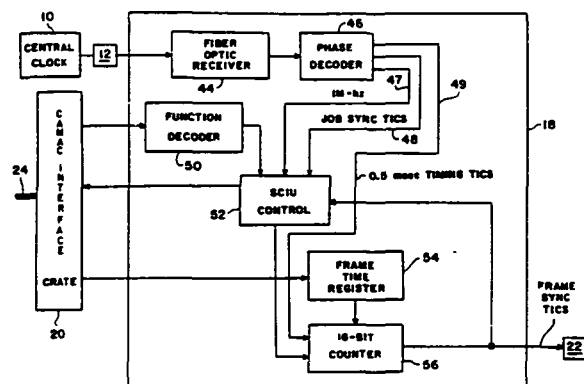 10
CENTRAL
CLOCK
12
FIBER
OPTIC
RECEIVER
44
46
PHASE
DECODER
47
49
1M-hz
JOB SYNC TICS
48
18
FUNCTION
DECODER
50
24
CAMAC INTERFACE
CRATE
20
0.5 msec TIMING TICS
SCIU
CONTROL
52
FRAME
TIME
REGISTER
54
16-BIT
COUNTER
56
FRAME
SYNC
TICS
22